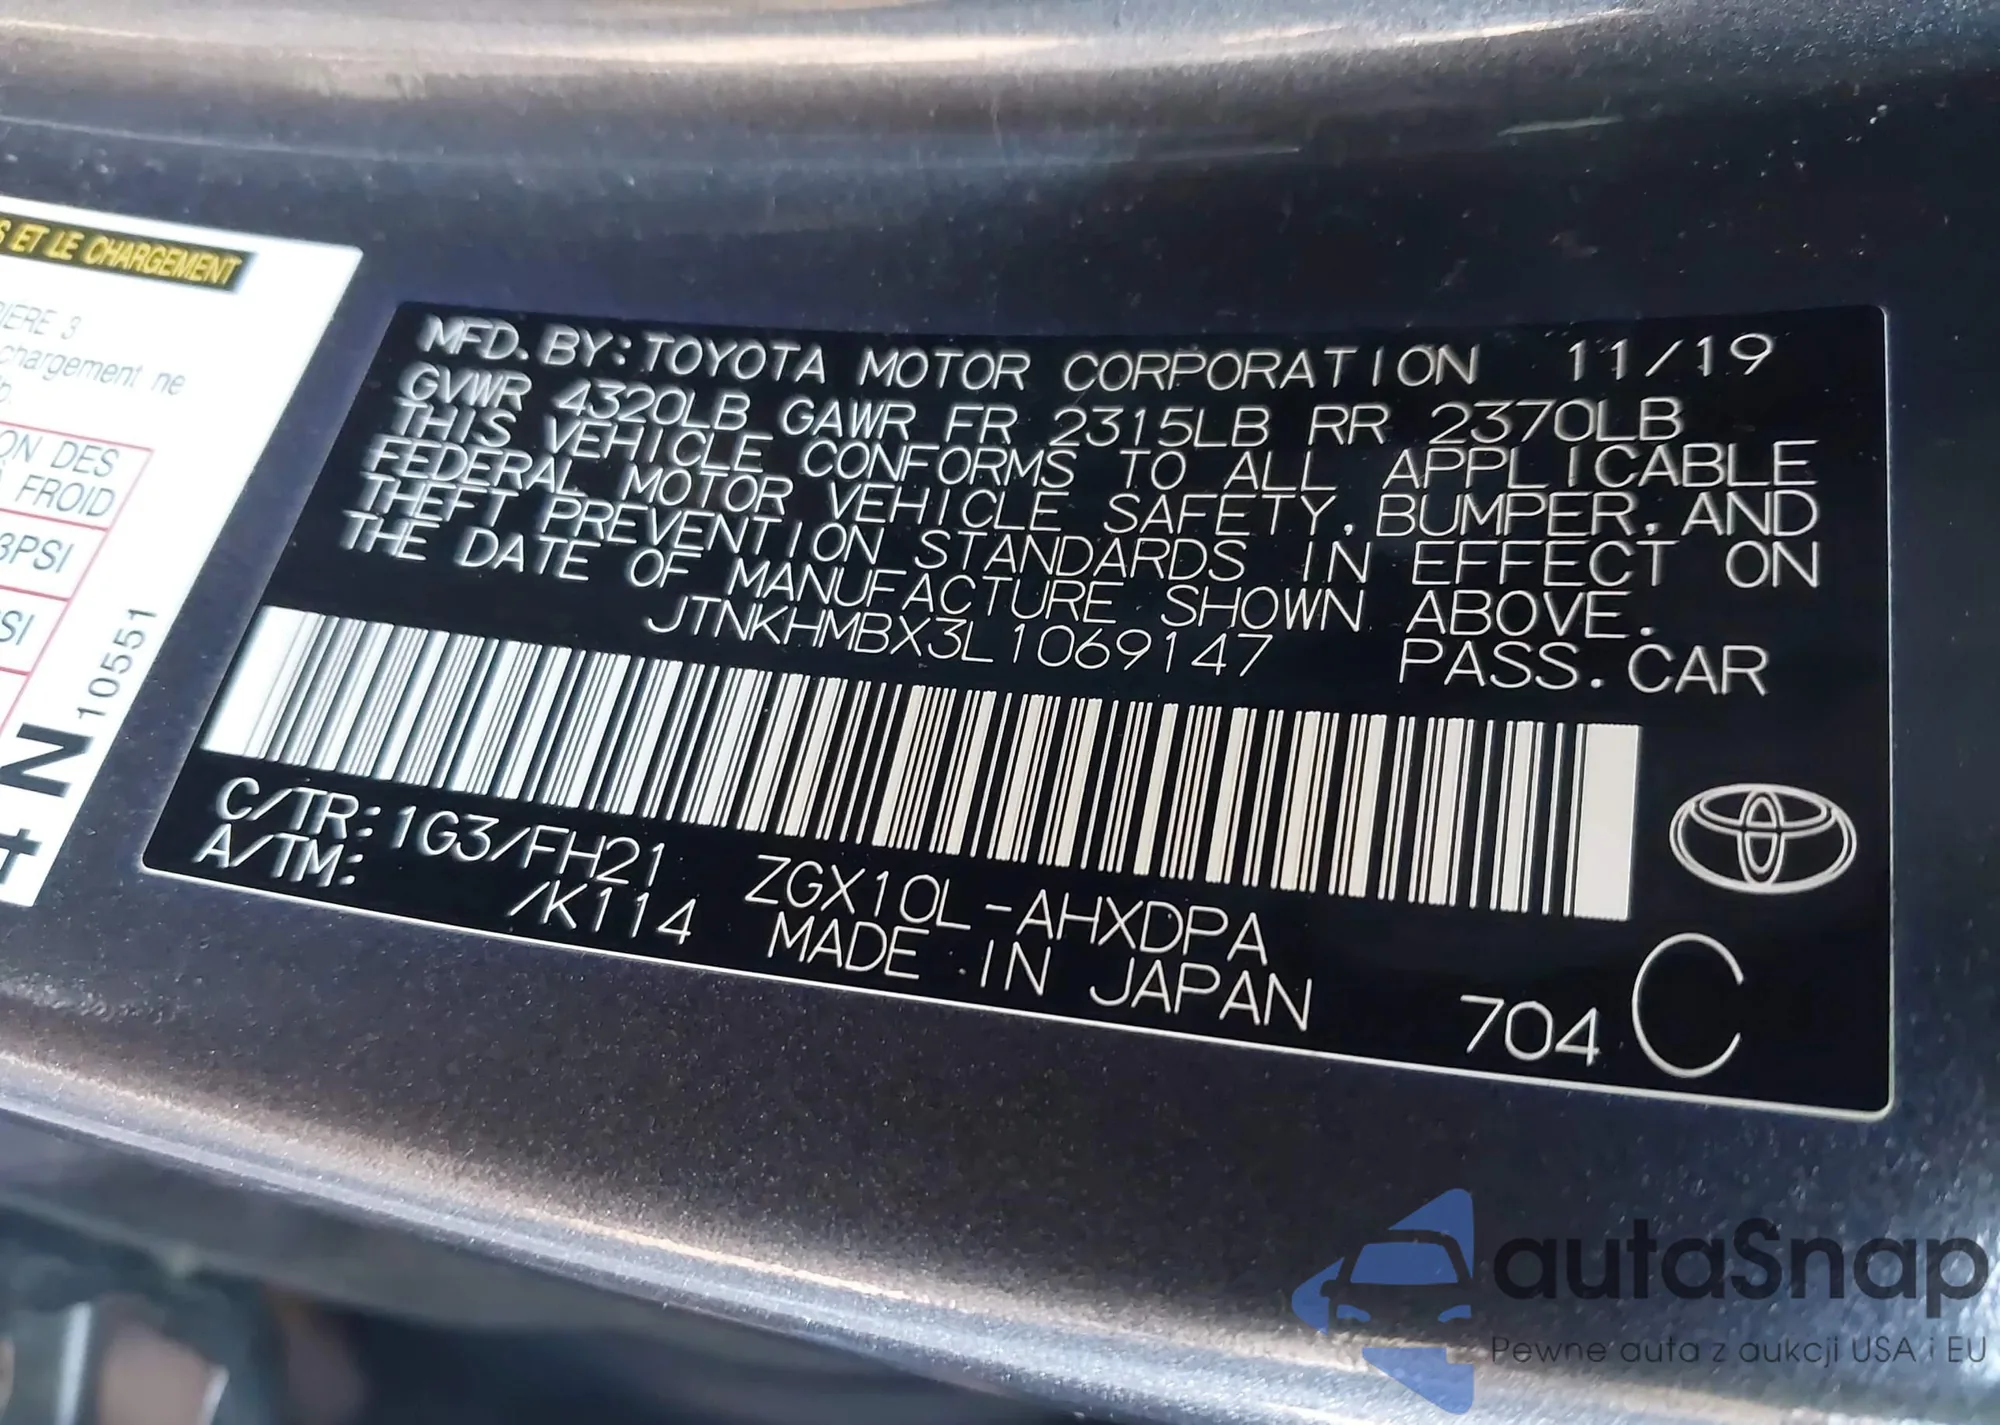 S ET LE CHARGEMENT
IERE 3
chargement ne
ON DES
FROID
3PSI
SI
4 N
10551
MFD. BY: TOYOTA MOTOR CORPORATION 11/19
GVWR 4320LB GAWR FR 2315LB RR 2370LB
THIS VEHICLE CONFORMS TO ALL APPLICABLE
FEDERAL MOTOR VEHICLE SAFETY, BUMPER, AND
THEFT PREVENTION STANDARDS IN EFFECT ON
THE DATE OF MANUFACTURE SHOWN ABOVE.
JTNKHMBX3L1069147 PASS. CAR
C/TR: 1G3/FH21 ZGX10L-AHXDPA
A/TM: /K114 MADE IN JAPAN
704 C
autaSnap
Pewne auta z aukcji USA i EU